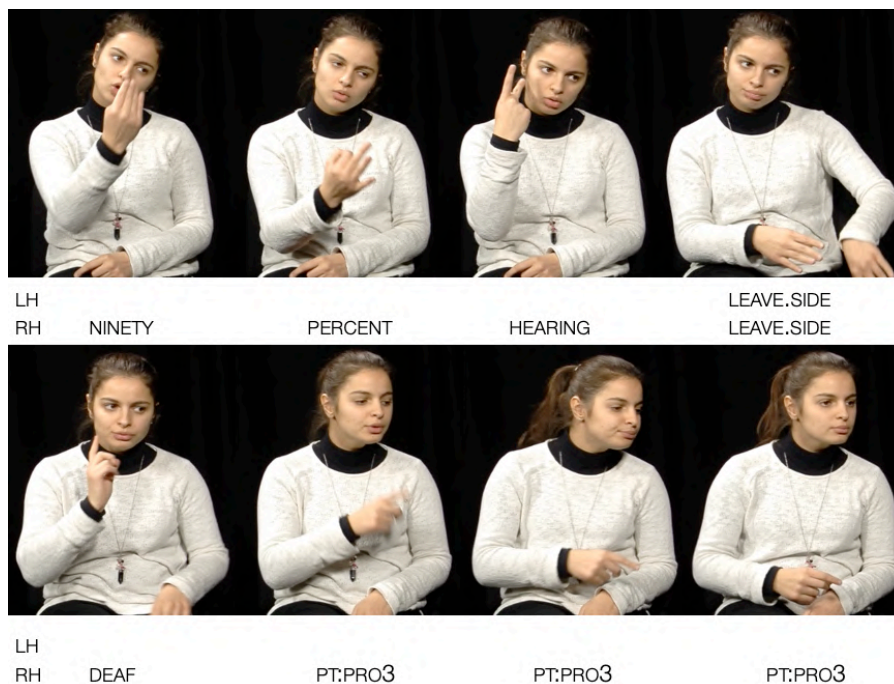 LH LEAVE.SIDE
RH NINETY PERCENT HEARING LEAVE.SIDE
LH
RH DEAF PT:PRO3 PT:PRO3 PT:PRO3